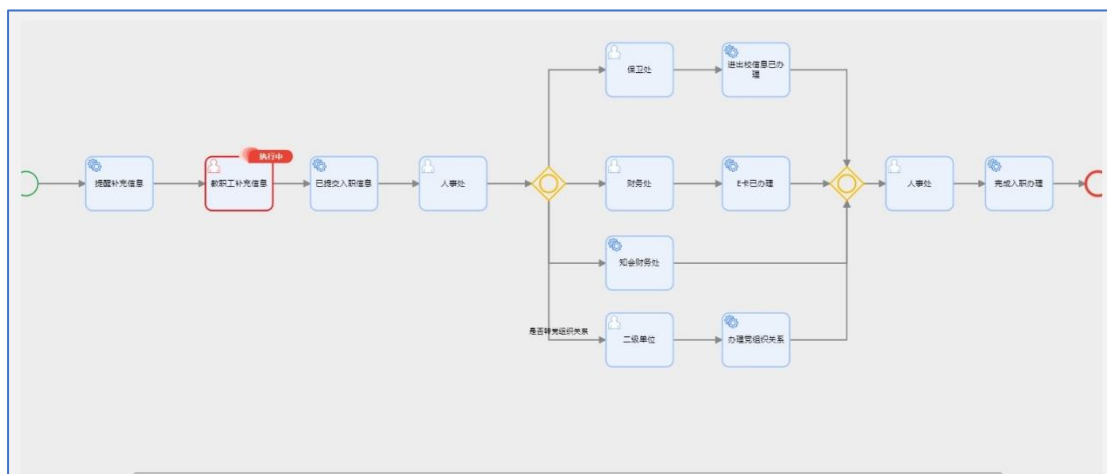 保卫处
进出校信息已办
理
执行中
提醒补充信息
教职工补充信息
已提交入职信息
人事处
财务处
E卡已办理
人事处
完成入职办理
知会财务处
是否转党组织关系
二级单位
办理党组织关系